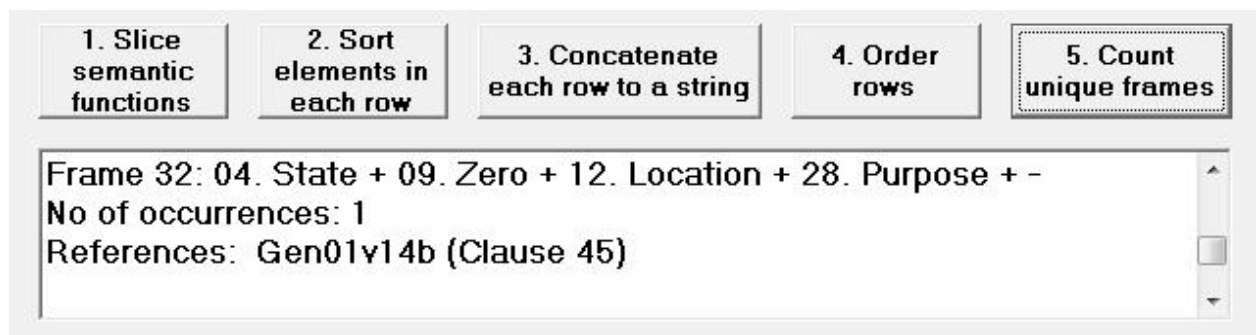 1. Slice
semantic
functions
2. Sort
elements in
each row
3. Concatenate
each row to a string
4. Order
rows
5. Count
unique frames
Frame 32: 04. State + 09. Zero + 12. Location + 28. Purpose + -
No of occurrences: 1
References:  Gen01v14b (Clause 45)